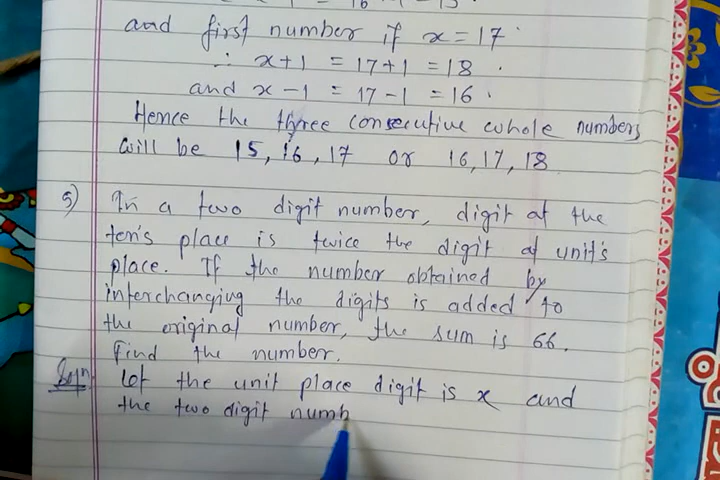 and first number if x = 17
∴ x+1 = 17+1 = 18 .
and x-1 = 17-1 = 16 .
Hence the three consecutive whole numbers
will be 15, 16, 17 or 16, 17, 18
5) In a two digit number, digit at the
ten's place is twice the digit at unit's
place. If the number obtained by
interchanging the digits is added to
the original number, the sum is 66.
Find the number.
Soln Let the unit place digit is x and
the two digit numb